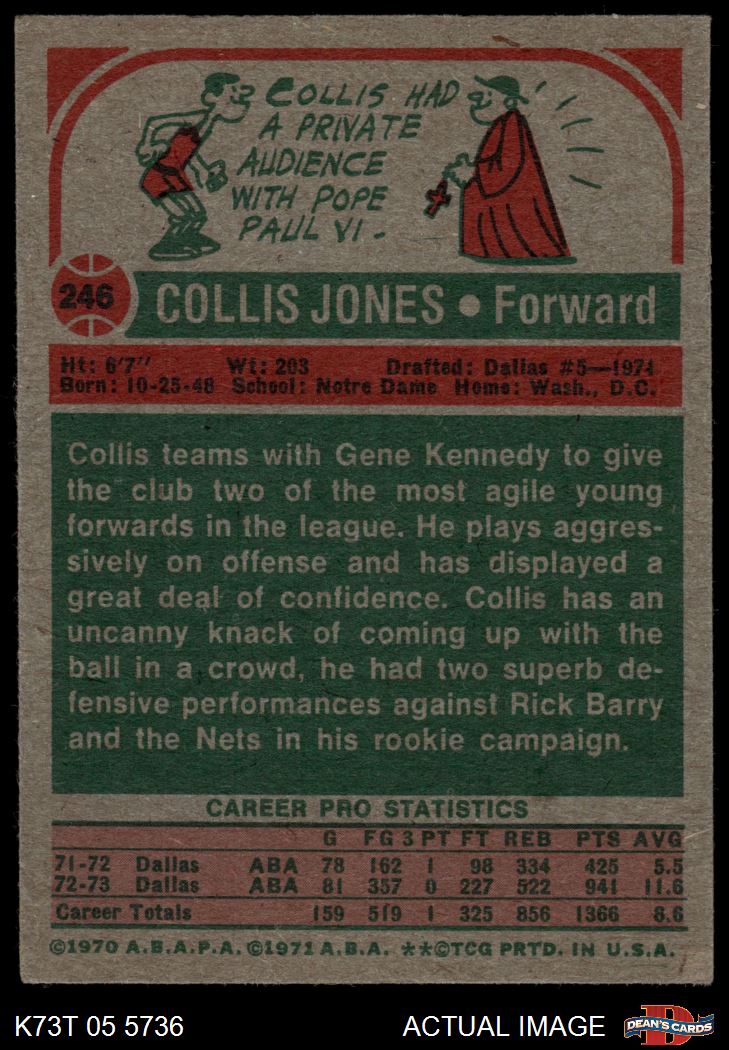 COLLIS HAD
A PRIVATE
AUDIENCE
WITH POPE
PAUL VI -
246 COLLIS JONES • Forward
Ht: 6'7" Wt: 203 Drafted: Dallas #5—1971
Born: 10-25-48 School: Notre Dame Home: Wash., D.C.
Collis teams with Gene Kennedy to give
the club two of the most agile young
forwards in the league. He plays aggres-
sively on offense and has displayed a
great deal of confidence. Collis has an
uncanny knack of coming up with the
ball in a crowd, he had two superb de-
fensive performances against Rick Barry
and the Nets in his rookie campaign.
CAREER PRO STATISTICS
G FG 3 PT FT REB PTS AVG
71-72 Dallas ABA 78 162 1 98 334 425 5.5
72-73 Dallas ABA 81 357 0 227 522 941 11.6
Career Totals 159 519 1 325 856 1366 8.6
©1970 A.B.A.P.A. ©1971 A.B.A. **©TCG PRTD. IN U.S.A.
K73T 05 5736 ACTUAL IMAGE DEAN'S CARDS